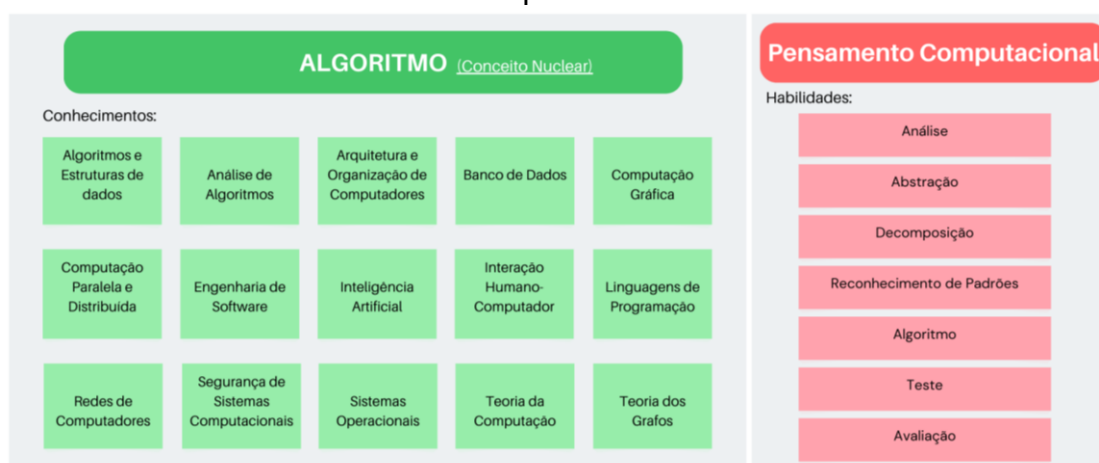 ALGORITMO (Conceito Nuclear)
Conhecimentos:
Algoritmos e
Estruturas de
dados
Análise de
Algoritmos
Arquitetura e
Organização de
Computadores
Banco de Dados
Computação
Gráfica
Computação
Paralela e
Distribuída
Engenharia de
Software
Inteligência
Artificial
Interação
Humano-
Computador
Linguagens de
Programação
Redes de
Computadores
Segurança de
Sistemas
Computacionais
Sistemas
Operacionais
Teoria da
Computação
Teoria dos
Grafos
Pensamento Computacional
Habilidades:
Análise
Abstração
Decomposição
Reconhecimento de Padrões
Algoritmo
Teste
Avaliação